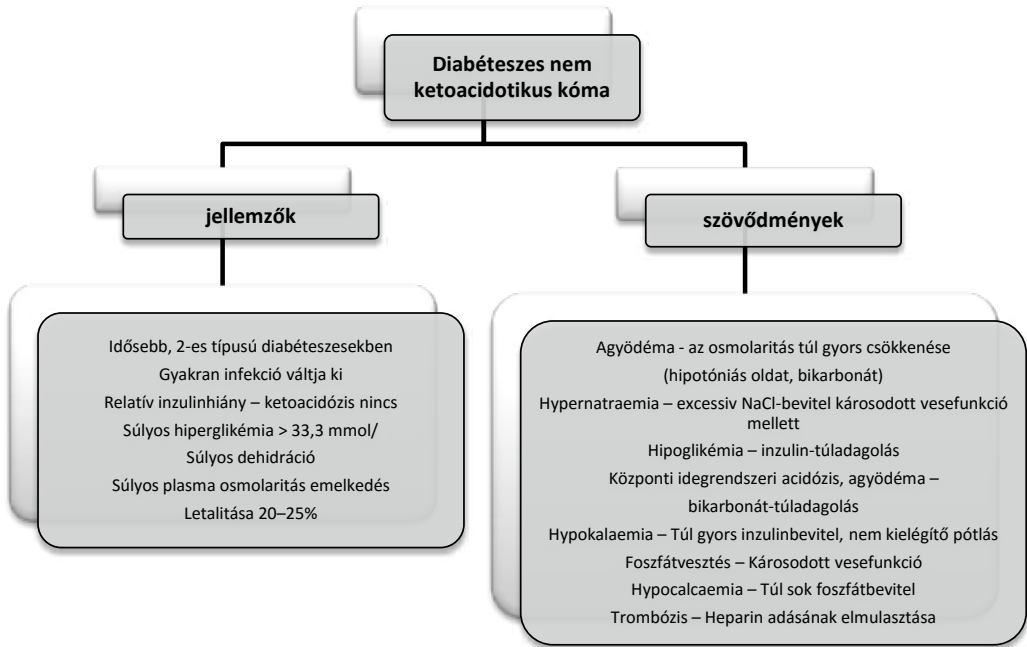 Diabéteszes nem
ketoacidotikus kóma
jellemzők
Idősebb, 2-es típusú diabéteszesekben
Gyakran infekció váltja ki
Relatív inzulinhiány – ketoacidózis nincs
Súlyos hiperglikémia > 33,3 mmol/
Súlyos dehidráció
Súlyos plasma osmolaritás emelkedés
Letalitása 20–25%
szövődmények
Agyödéma - az osmolaritás túl gyors csökkenése
(hipotóniás oldat, bikarbonát)
Hypernatraemia – excessiv NaCl-bevitel károsodott vesefunkció
mellett
Hipoglikémia – inzulin-túladagolás
Központi idegrendszeri acidózis, agyödéma –
bikarbonát-túladagolás
Hypokalaemia – Túl gyors inzulinbevitel, nem kielégítő pótlás
Foszfátvesztés – Károsodott vesefunkció
Hypocalcaemia – Túl sok foszfátbevitel
Trombózis – Heparin adásának elmulasztása